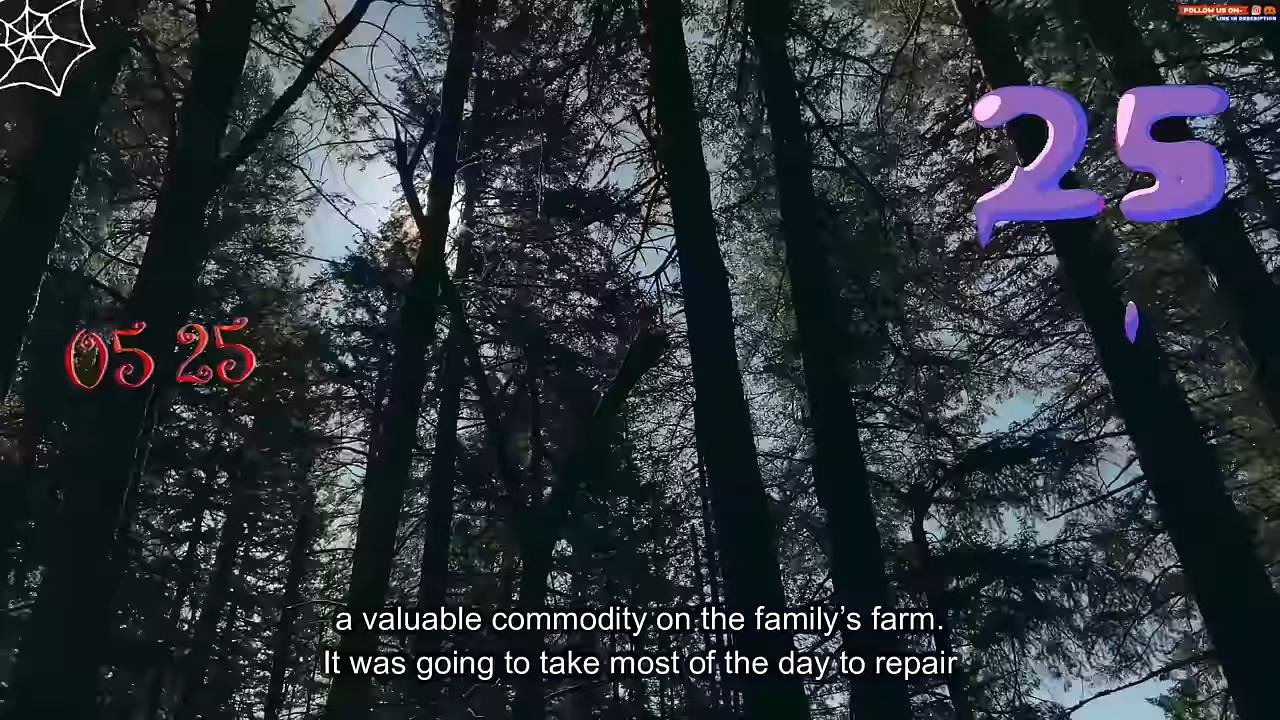 FOLLOW US ON-
LINK IN DESCRIPTION
25
05 25
a valuable commodity on the family’s farm.
It was going to take most of the day to repair